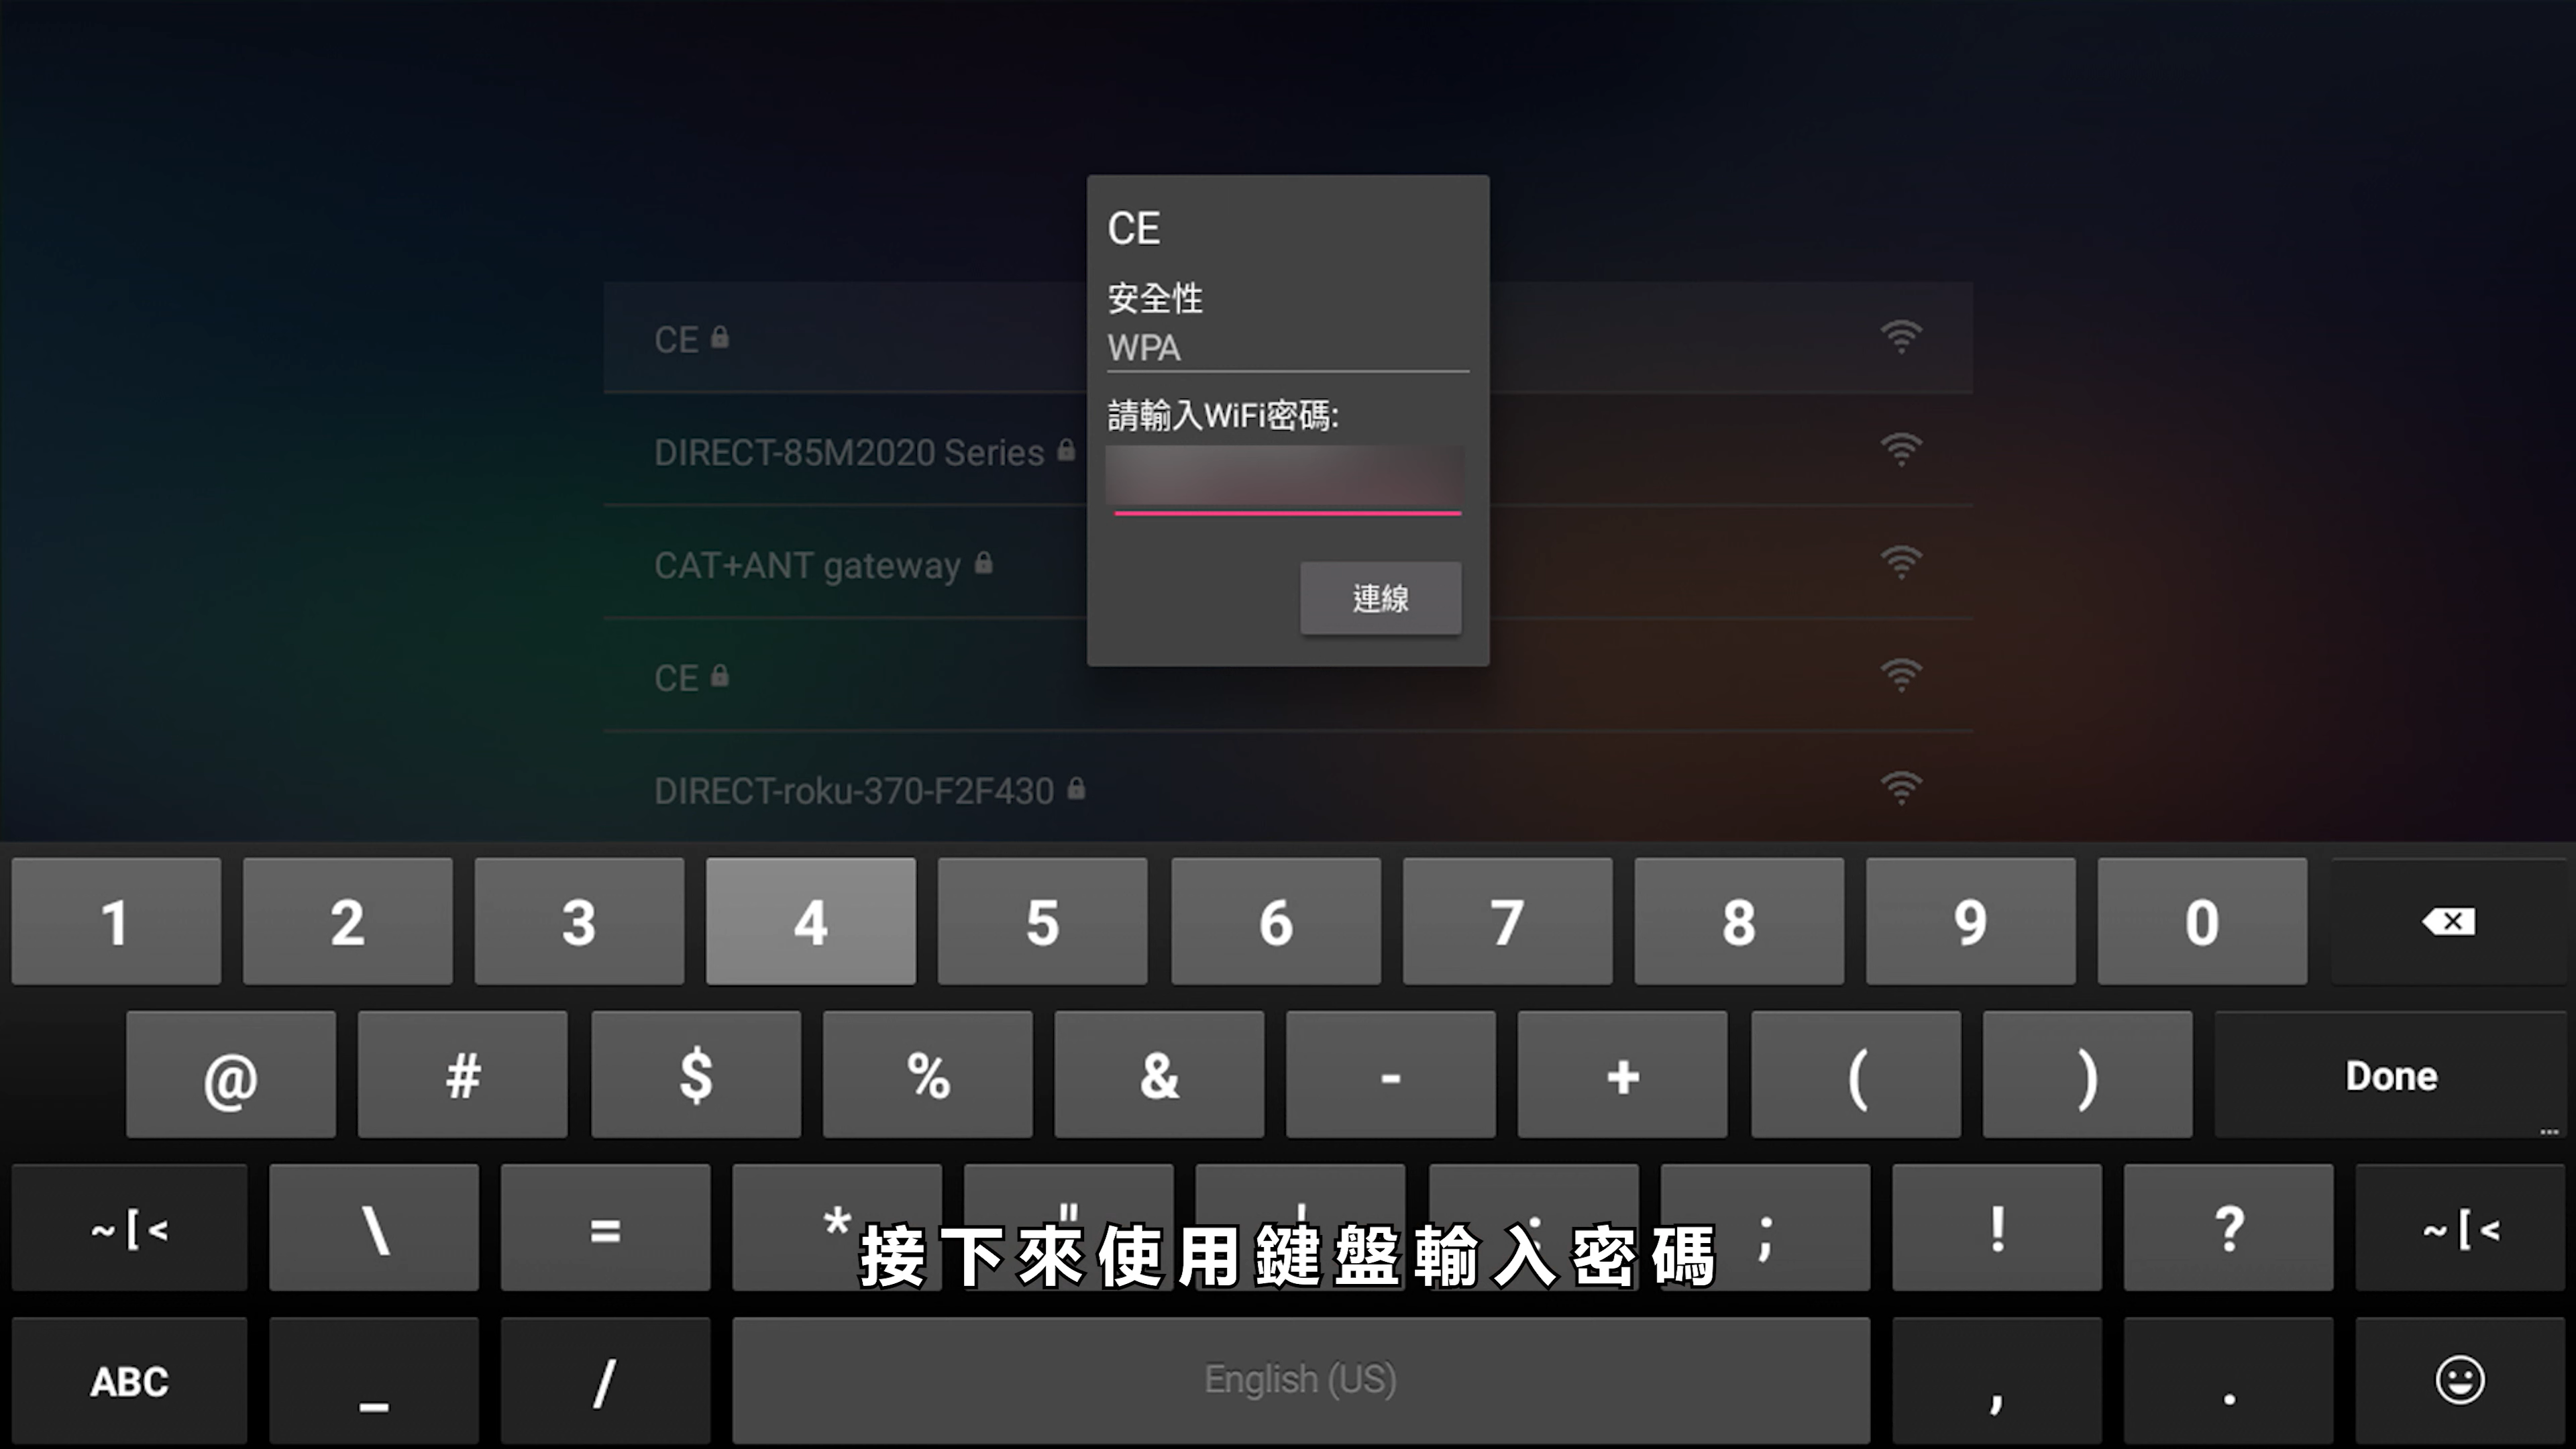 CE
安全性
WPA
請輸入WiFi密碼:
連線
CE
DIRECT-85M2020 Series
CAT+ANT gateway
CE
DIRECT-roku-370-F2F430
1 2 3 4 5 6 7 8 9 0
@ # $ % & - + ( ) Done
...
~ [ < \ = * " ' : ; ! ? ~ [ <
接下來使用鍵盤輸入密碼
ABC _ / English (US) , .